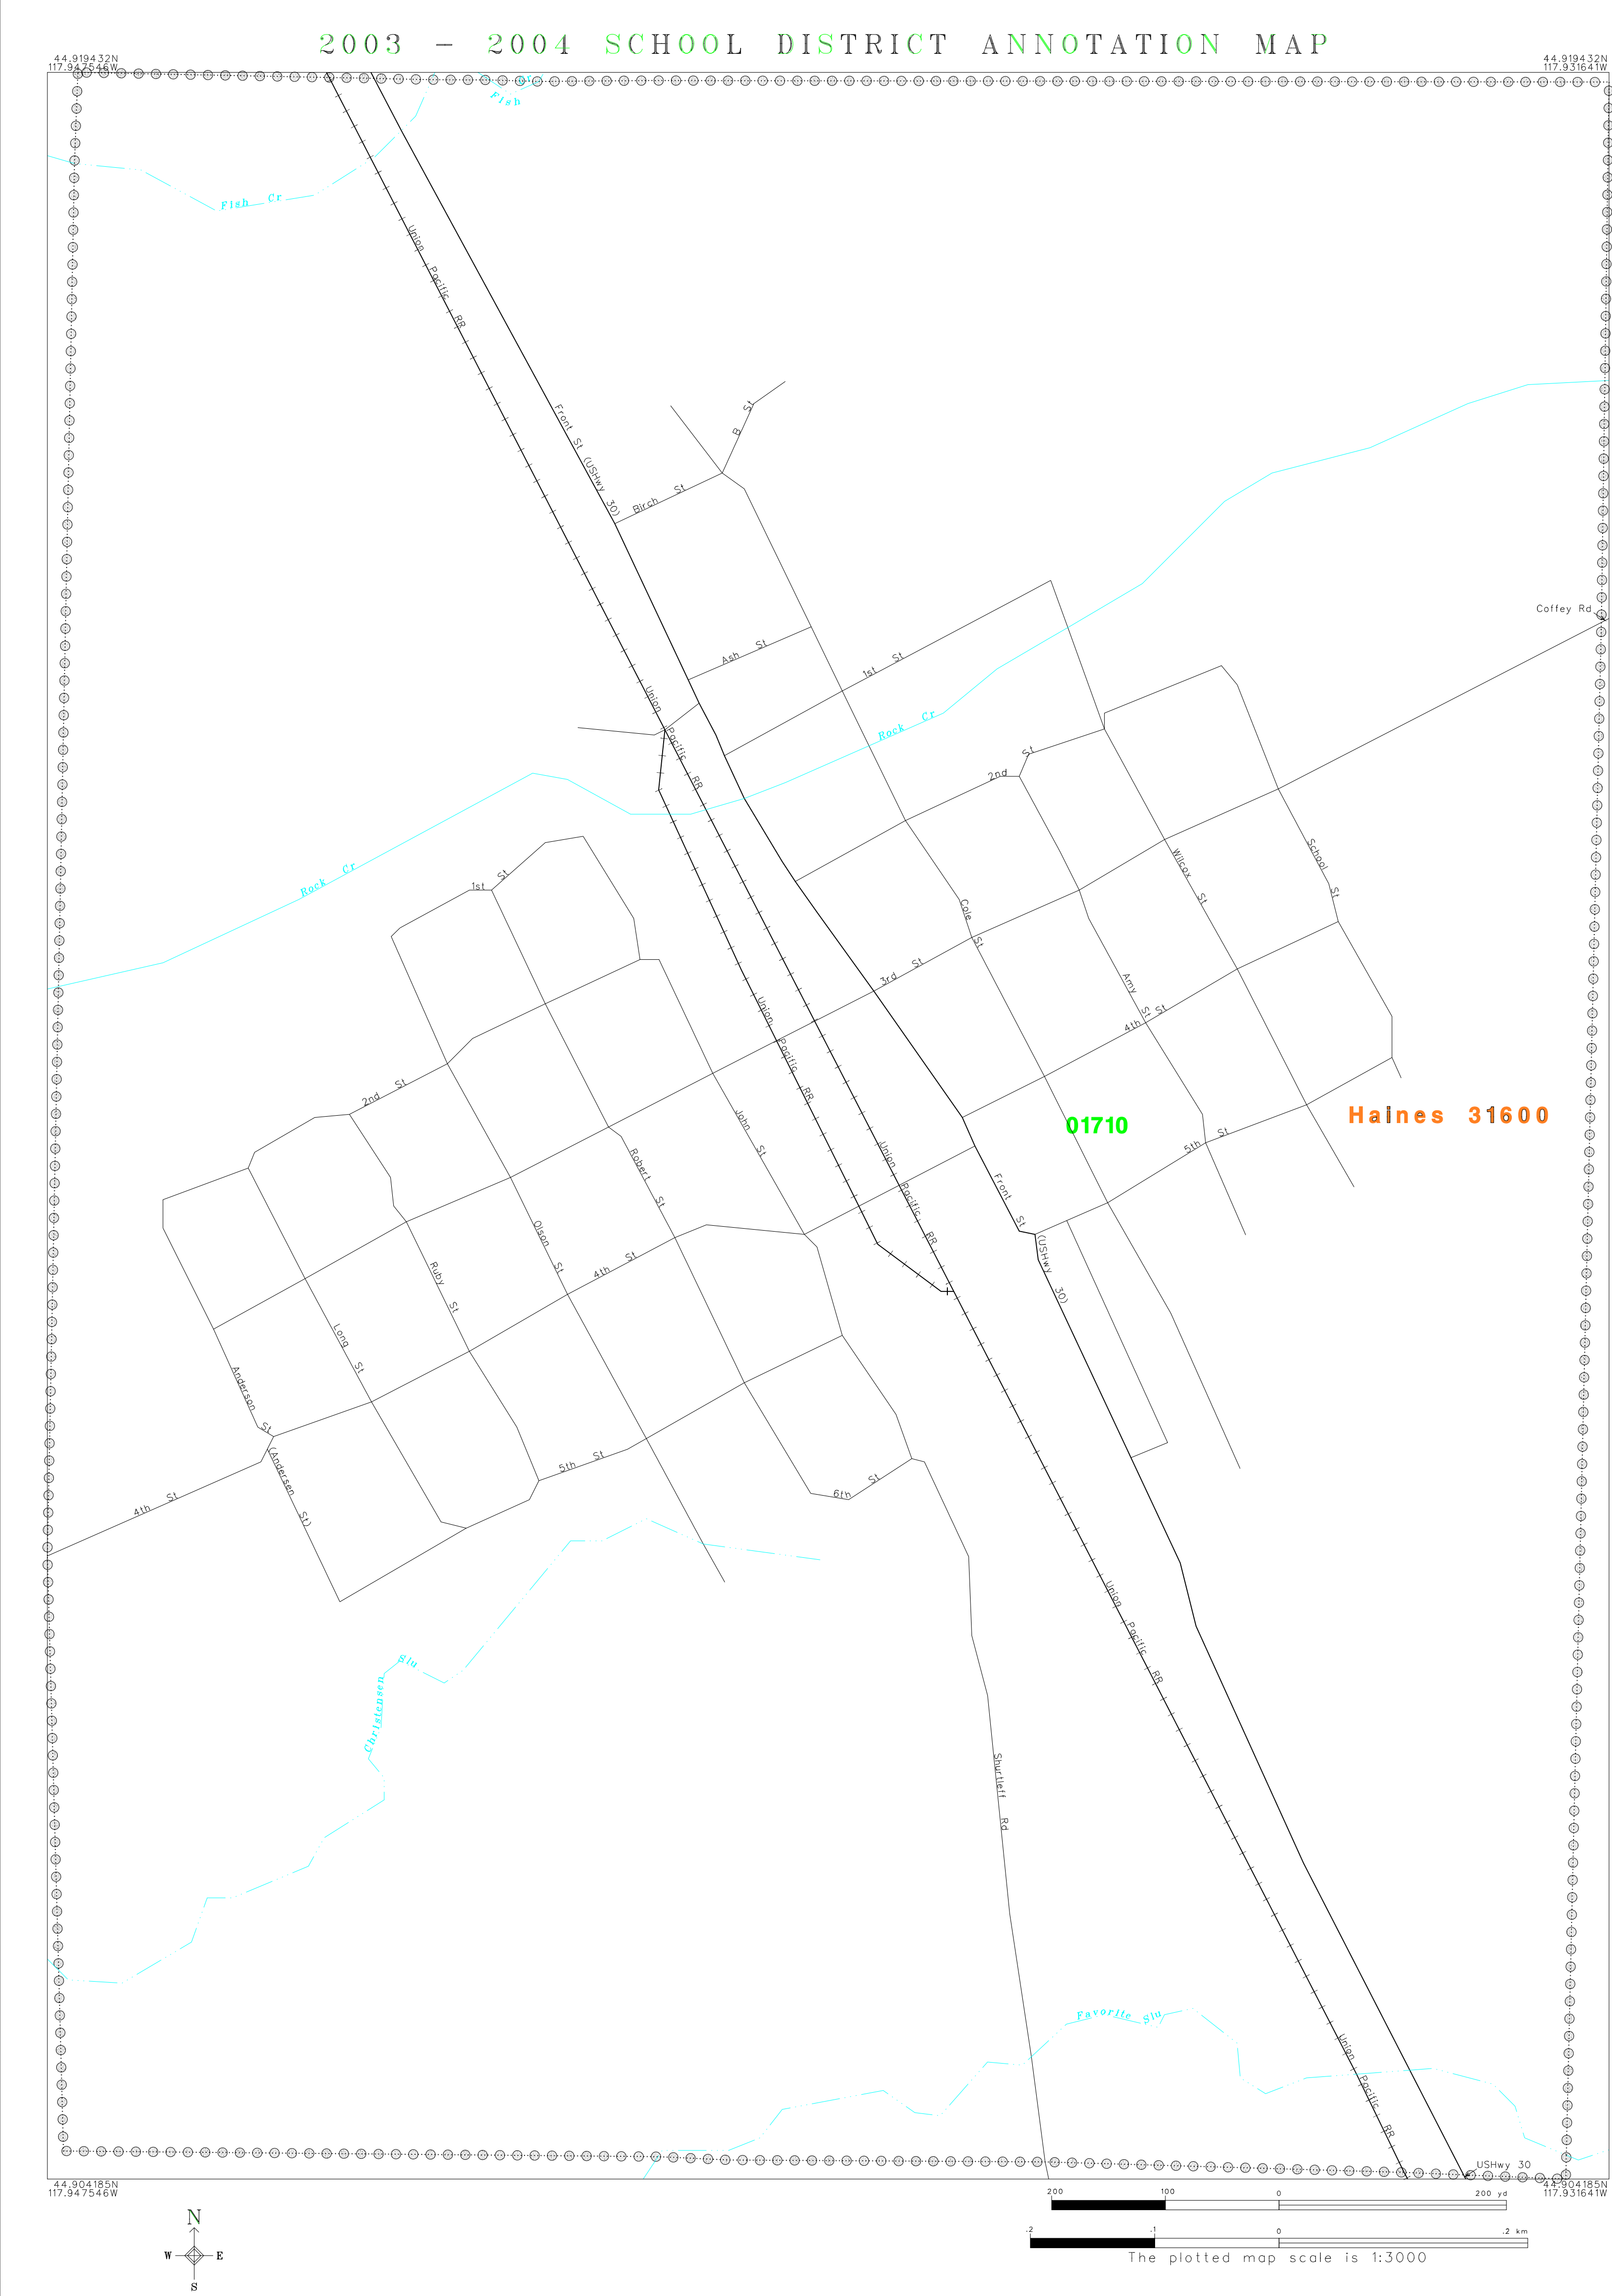 2003 - 2004 SCHOOL DISTRICT ANNOTATION MAP
44.919432N
117.947546W
44.919432N
117.931641W
Fish Cr
Fish Cr
Union Pacific RR
Front St (USHwy 30)
B St
Birch St
Coffey Rd
Ash St
1st St
Union Pacific RR
Rock Cr
2nd St
Rock Cr
1st St
Wilcox St
School St
Cole St
3rd St
Amy St
4th St
Union Pacific RR
2nd St
John St
01710
Haines 31600
5th St
Union Pacific RR
Robert St
Front St (USHwy 30)
Olson St
4th St
Ruby St
Long St
Anderson St
(Andersen St)
5th St
6th St
4th St
Union Pacific RR
Christensen Slu
Shurtleff Rd
Favorite Slu
Union Pacific RR
USHwy 30
44.904185N
117.947546W
44.904185N
117.931641W
200 100 0 200 yd
.2 .1 0 .2 km
The plotted map scale is 1:3000
N
W E
S